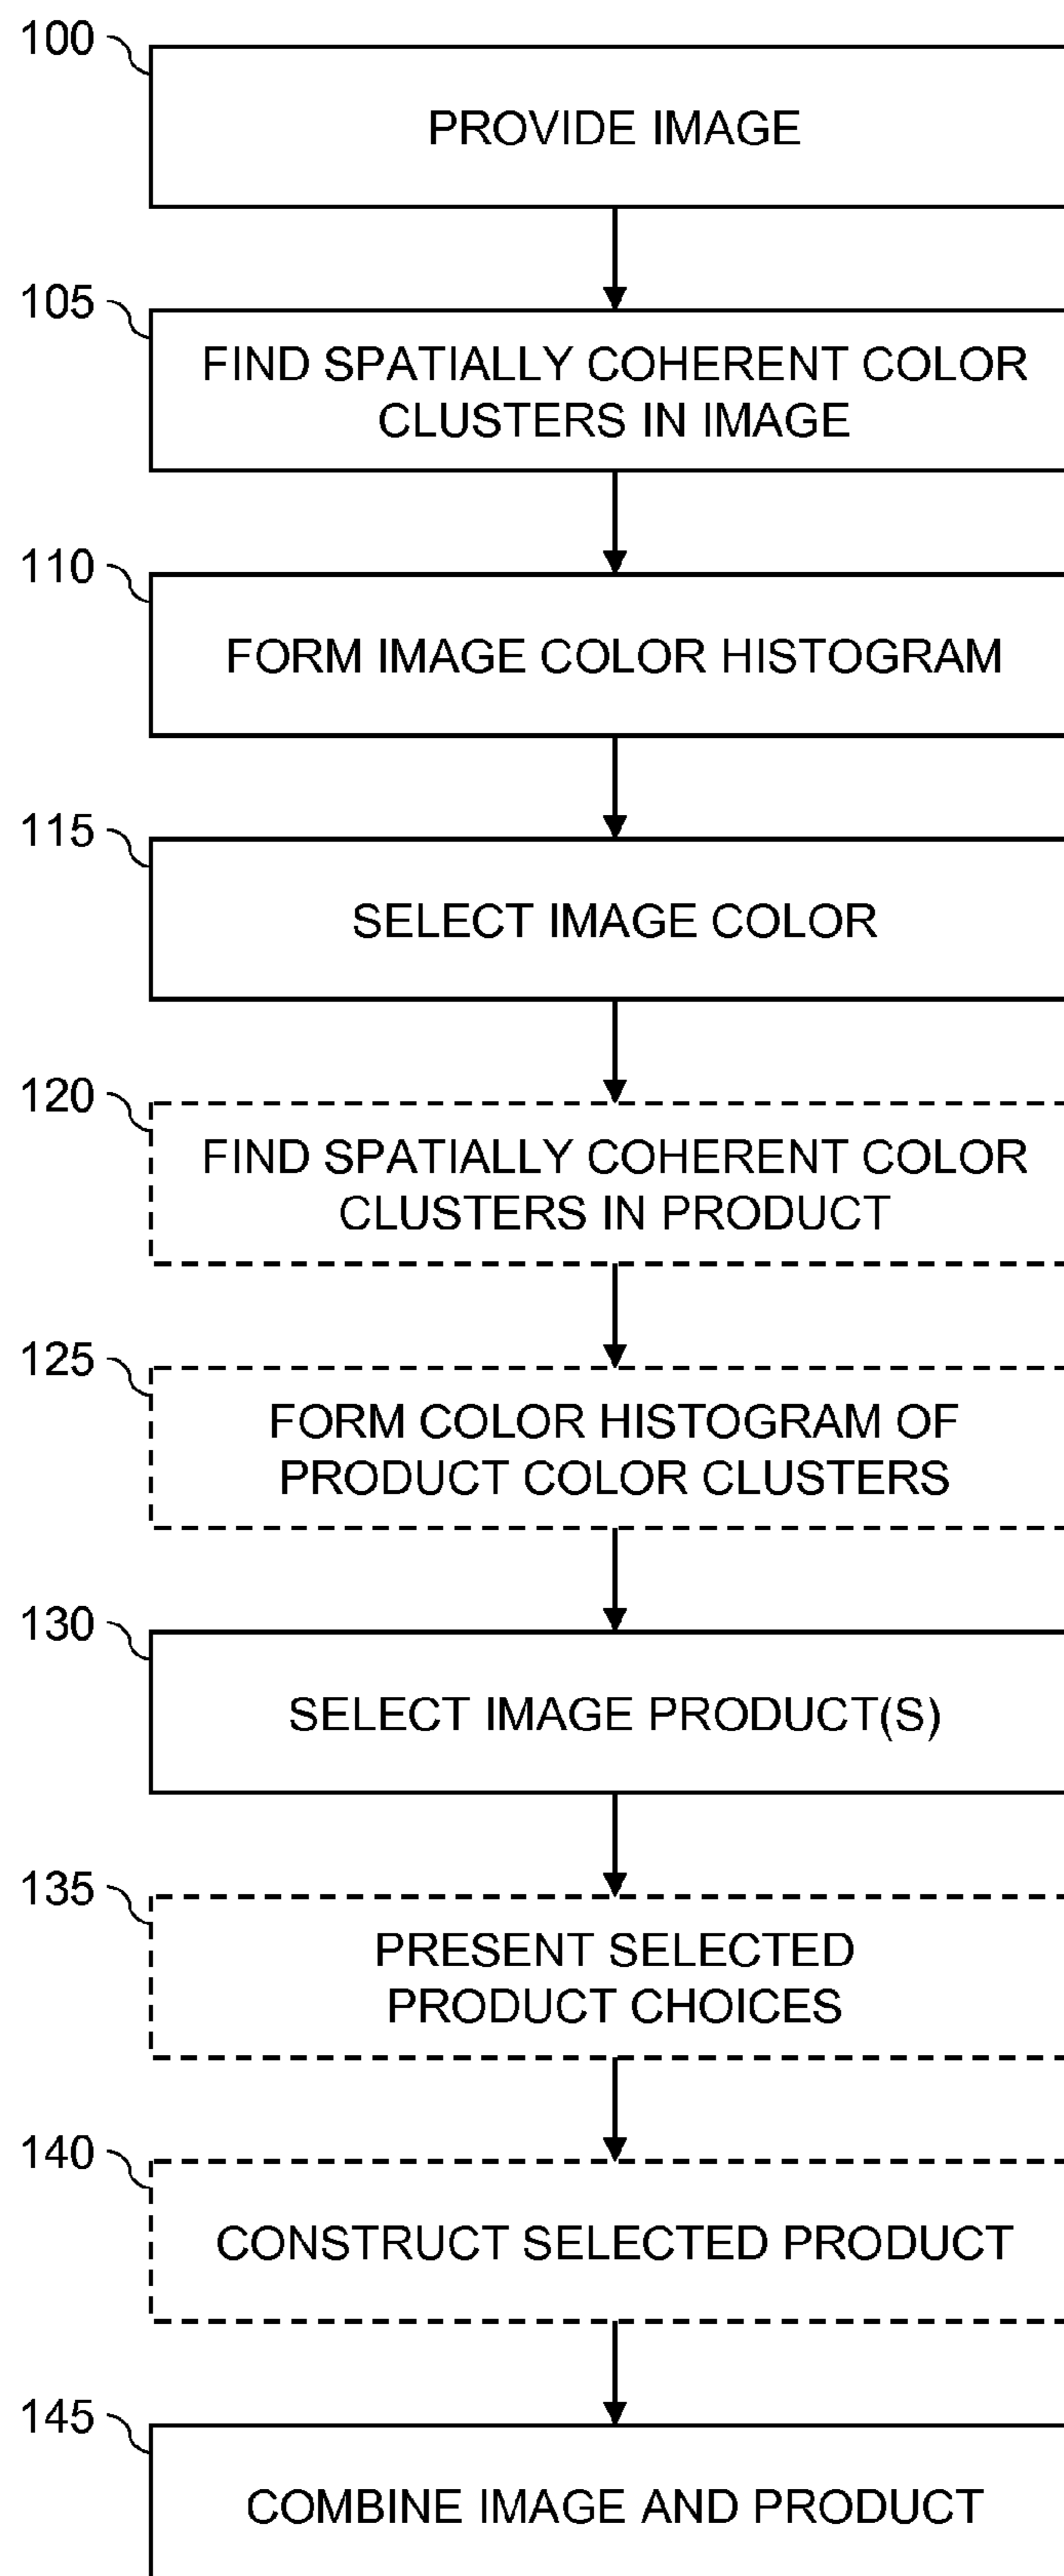 100
PROVIDE IMAGE
105
FIND SPATIALLY COHERENT COLOR
CLUSTERS IN IMAGE
110
FORM IMAGE COLOR HISTOGRAM
115
SELECT IMAGE COLOR
120
FIND SPATIALLY COHERENT COLOR
CLUSTERS IN PRODUCT
125
FORM COLOR HISTOGRAM OF
PRODUCT COLOR CLUSTERS
130
SELECT IMAGE PRODUCT(S)
135
PRESENT SELECTED
PRODUCT CHOICES
140
CONSTRUCT SELECTED PRODUCT
145
COMBINE IMAGE AND PRODUCT